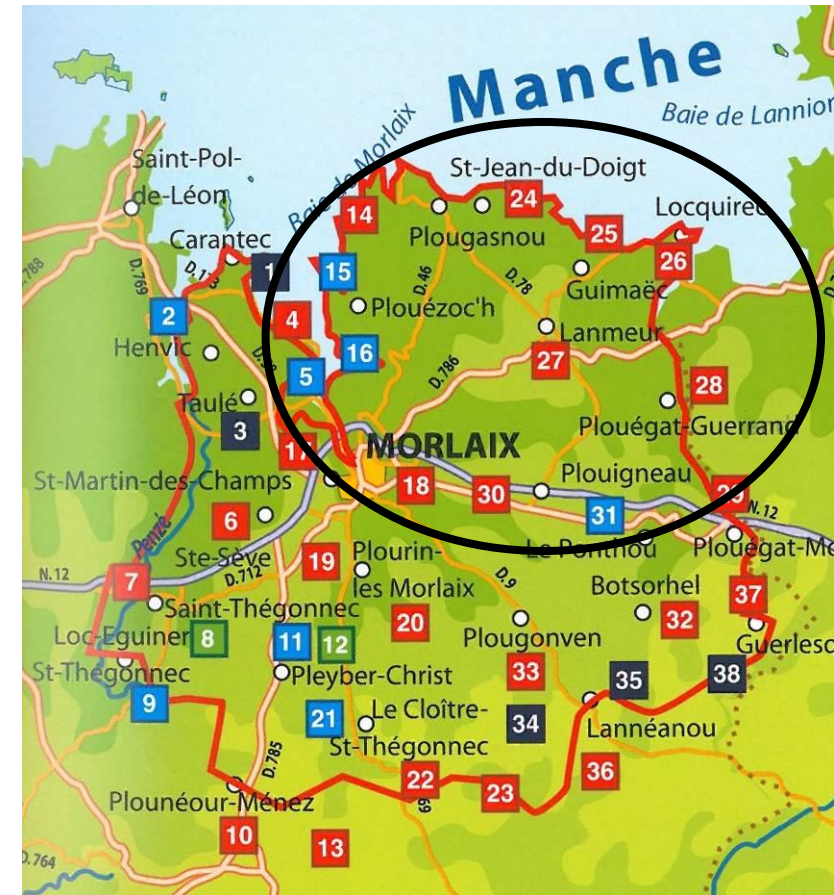 Manche
Baie de Lannion
Baie de Morlaix
Saint-Pol-
de-Léon
St-Jean-du-Doigt
24
14
Plougasnou
Locquirec
25
Carantec
D.769
1
15
D.46
D.78
26
Guimaëc
2
4
Plouézoc'h
Lanmeur
Henvic
16
D.786
27
5
28
Taulé
3
Plouégat-Guerrand
17
MORLAIX
St-Martin-des-Champs
18
30
Plouigneau
31
N.12
6
Penzé
Ste-Sève
Le Ponthou
N.12
D.712
19
Plourin-
les Morlaix
D.9
Botsorhel
7
37
Saint-Thégonnec
20
32
Loc-Eguiner
St-Thégonnec
8
11
12
Plougonven
Guerlesq
Pleyber-Christ
33
35
38
9
21
Le Cloître-
St-Thégonnec
34
Lannéanou
D.785
22
23
36
Plounéour-Ménez
10
13
D.764